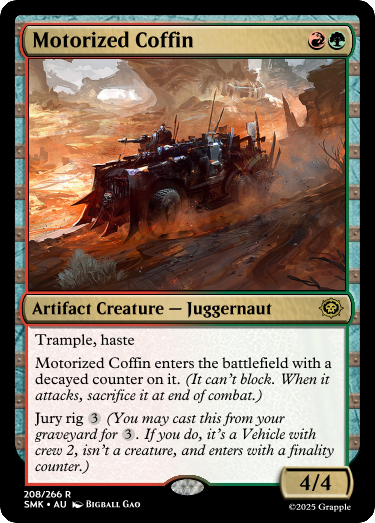 Motorized Coffin
Artifact Creature — Juggernaut
Trample, haste
Motorized Coffin enters the battlefield with a
decayed counter on it. (It can't block. When it
attacks, sacrifice it at end of combat.)
Jury rig 3 (You may cast this from your
graveyard for 3. If you do, it's a Vehicle with
crew 2, isn't a creature, and enters with a finality
counter.)
4/4
208/266 R
SMK • AU Bigball Gao
©2025 Grapple